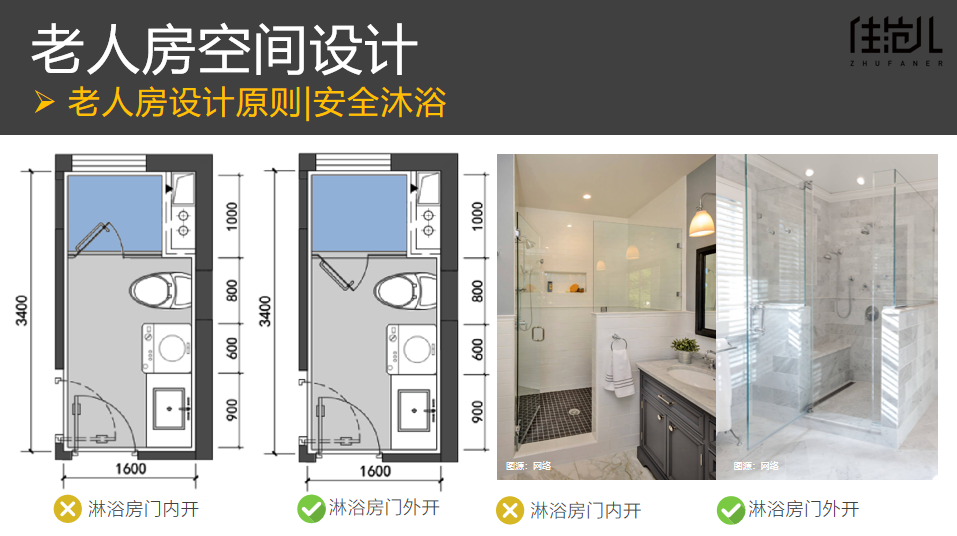 老人房空间设计
佳范儿
ZHUFANER
➢ 老人房设计原则|安全沐浴
3400
1000
800
600
900
1600
3400
1000
800
600
900
1600
图源:网络
图源:网络
淋浴房门内开
淋浴房门外开
淋浴房门内开
淋浴房门外开